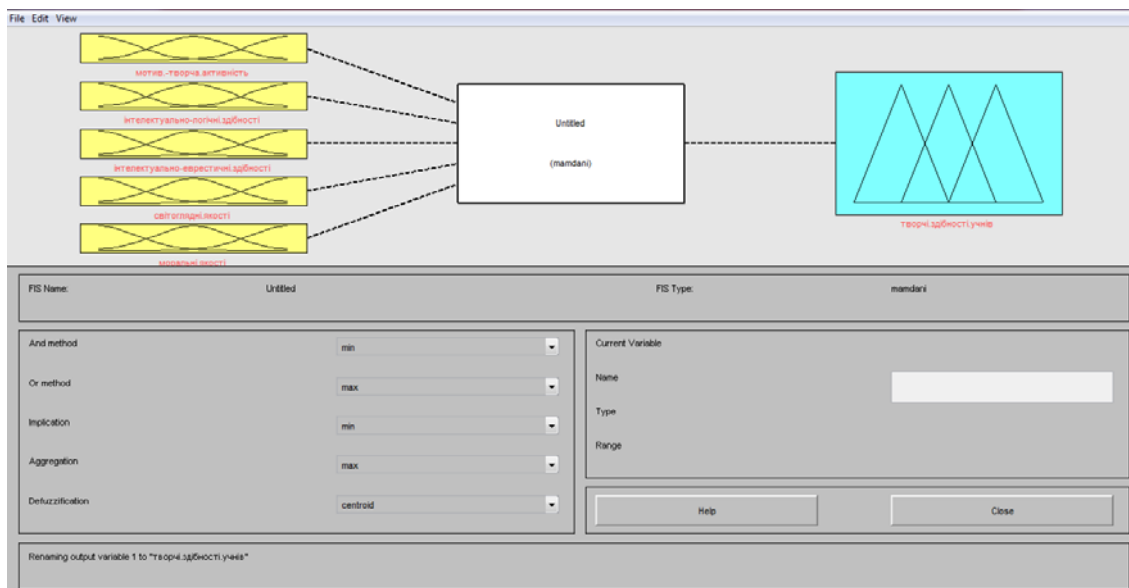 File Edit View
мотив.-творча.активність
інтелектуально-логічні.здібності
інтелектуально-евристичні.здібності
світоглядні.якості
моральні.якості
Untitled
(mamdani)
творчі.здібності.учнів
FIS Name: Untitled FIS Type: mamdani
And method min
Or method max
Implication min
Aggregation max
Defuzzification centroid
Current Variable
Name
Type
Range
Help Close
Renaming output variable 1 to "творчі.здібності.учнів"